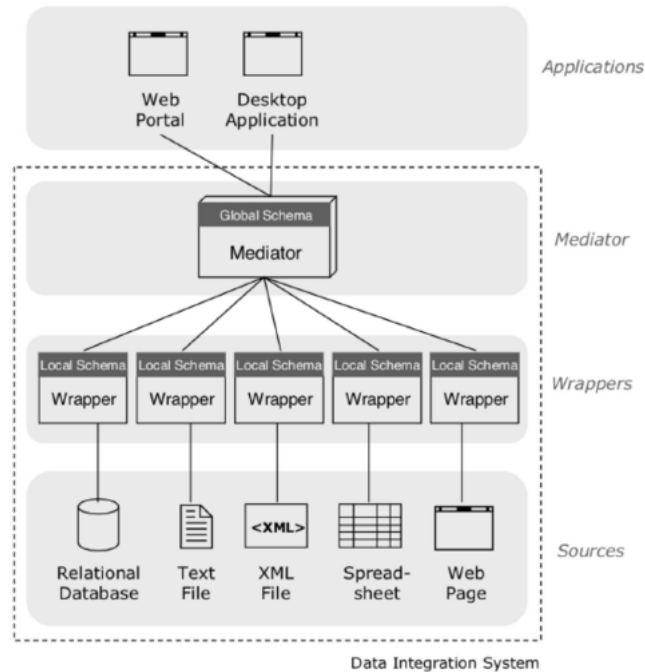 Web
Portal
Desktop
Application
Applications
Global Schema
Mediator
Mediator
Local Schema
Wrapper
Local Schema
Wrapper
Local Schema
Wrapper
Local Schema
Wrapper
Local Schema
Wrapper
Wrappers
<XML>
Relational
Database
Text
File
XML
File
Spread-
sheet
Web
Page
Sources
Data Integration System